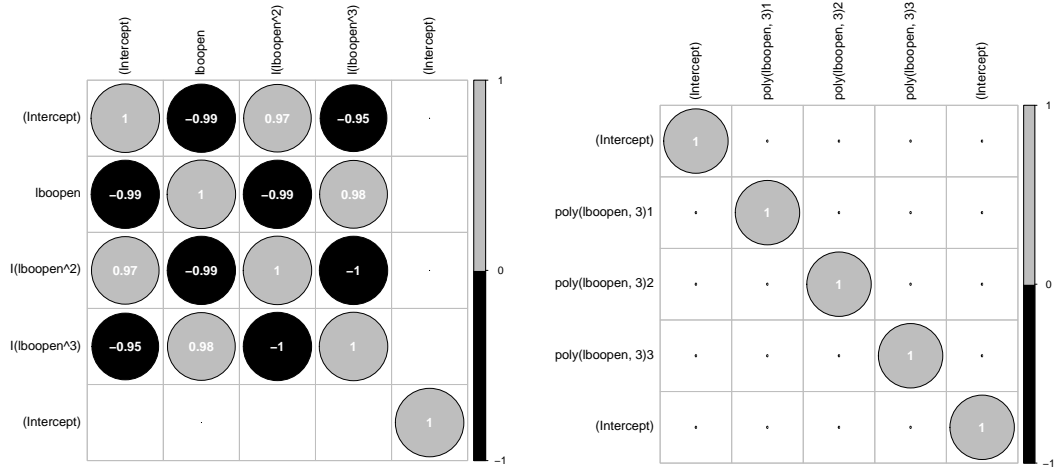 (Intercept)
lboopen
I(lboopen^2)
I(lboopen^3)
(Intercept)
(Intercept) 1 −0.99 0.97 −0.95
lboopen −0.99 1 −0.99 0.98
I(lboopen^2) 0.97 −0.99 1 −1
I(lboopen^3) −0.95 0.98 −1 1
(Intercept) 1
1
0
−1
(Intercept)
poly(lboopen, 3)1
poly(lboopen, 3)2
poly(lboopen, 3)3
(Intercept)
(Intercept) 1
poly(lboopen, 3)1 1
poly(lboopen, 3)2 1
poly(lboopen, 3)3 1
(Intercept) 1
1
0
−1